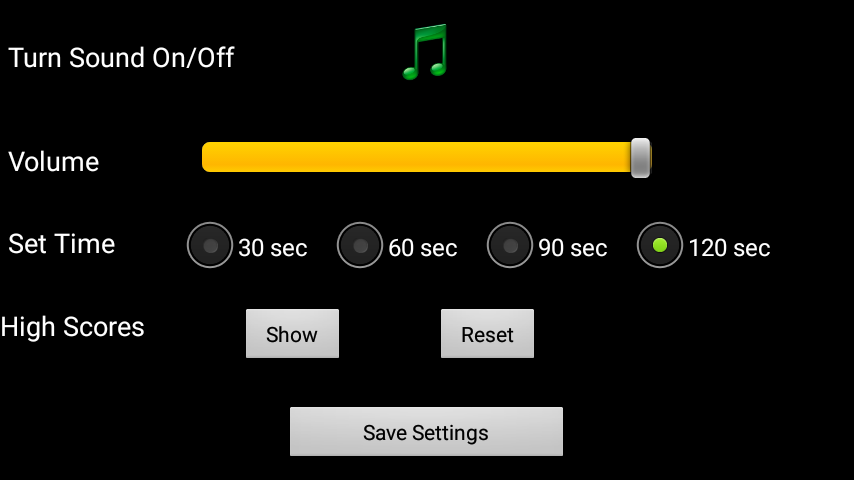 Turn Sound On/Off
Volume
Set Time 30 sec 60 sec 90 sec 120 sec
High Scores Show Reset
Save Settings